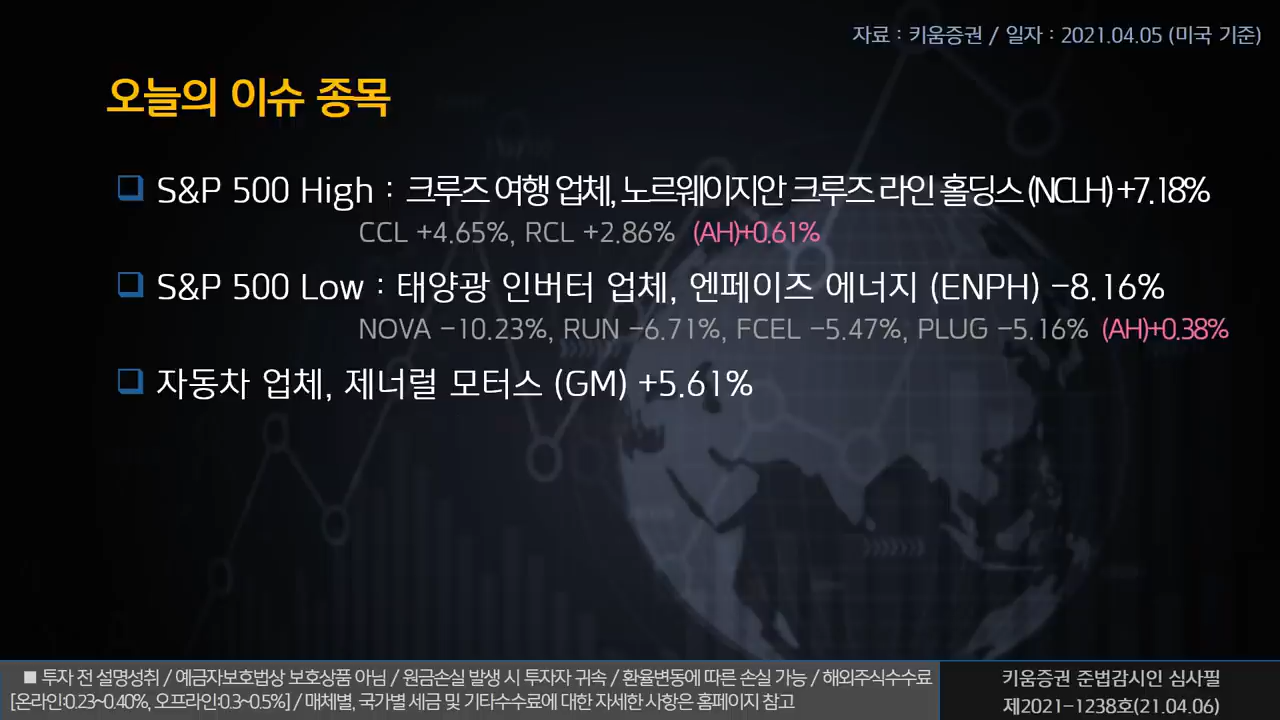 자료 : 키움증권 / 일자 : 2021.04.05 (미국 기준)
오늘의 이슈 종목
❑ S&P 500 High : 크루즈 여행 업체, 노르웨이지안 크루즈 라인 홀딩스 (NCLH) +7.18%
CCL +4.65%, RCL +2.86% (AH)+0.61%
❑ S&P 500 Low : 태양광 인버터 업체, 엔페이즈 에너지 (ENPH) -8.16%
NOVA -10.23%, RUN -6.71%, FCEL -5.47%, PLUG -5.16% (AH)+0.38%
❑ 자동차 업체, 제너럴 모터스 (GM) +5.61%
■ 투자 전 설명성취 / 예금자보호법상 보호상품 아님 / 원금손실 발생 시 투자자 귀속 / 환율변동에 따른 손실 가능 / 해외주식수수료
[온라인:0.23~0.40%, 오프라인:0.3~0.5%] / 매체별, 국가별 세금 및 기타수수료에 대한 자세한 사항은 홈페이지 참고
키움증권 준법감시인 심사필
제2021-1238호(21.04.06)